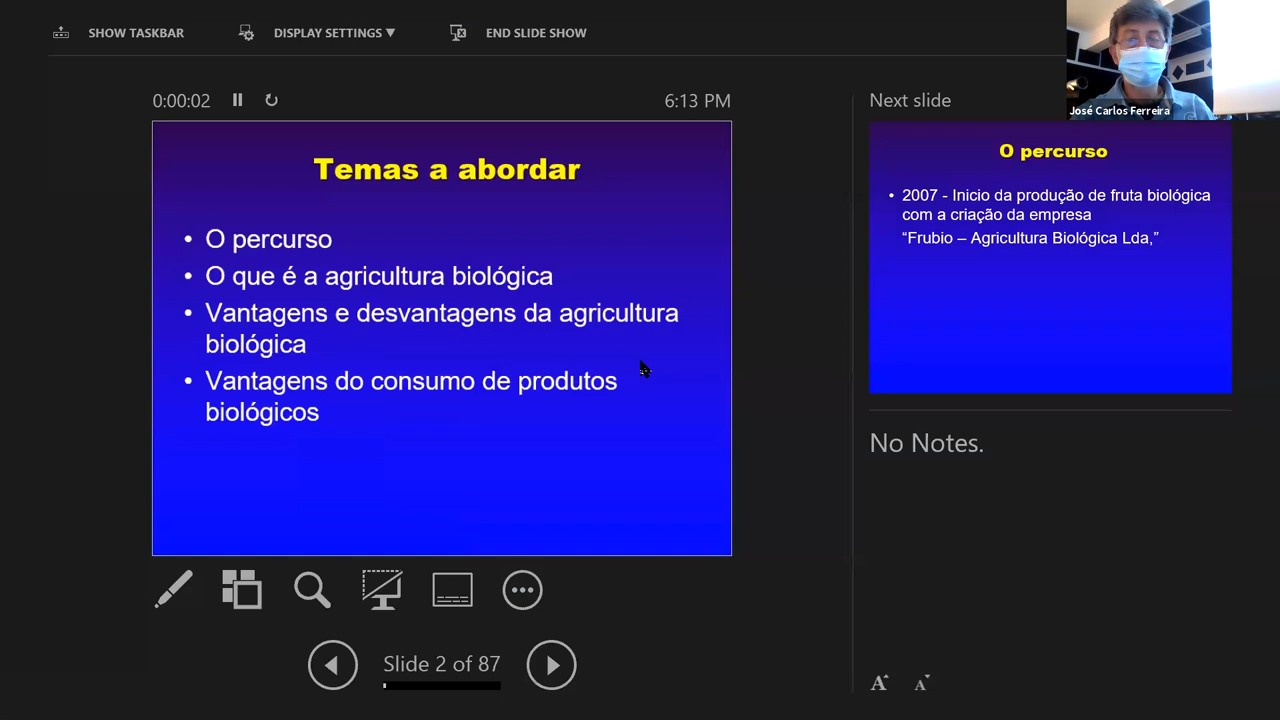 SHOW TASKBAR
DISPLAY SETTINGS ▼
END SLIDE SHOW
José Carlos Ferreira
0:00:02
6:13 PM
Temas a abordar
• O percurso
• O que é a agricultura biológica
• Vantagens e desvantagens da agricultura
biológica
• Vantagens do consumo de produtos
biológicos
Slide 2 of 87
Next slide
O percurso
• 2007 - Inicio da produção de fruta biológica
com a criação da empresa
“Frubio – Agricultura Biológica Lda,”
No Notes.
A A